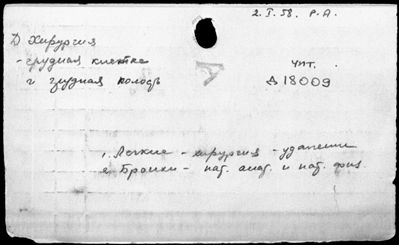 2.I.58. Р.А.
1) Хирургия
- грудная клетка
чит.
и грудная полость
Д 18009
1. Легкие - хирургия - удаление
2. Бронхи - пат. анат. и пат. физ.